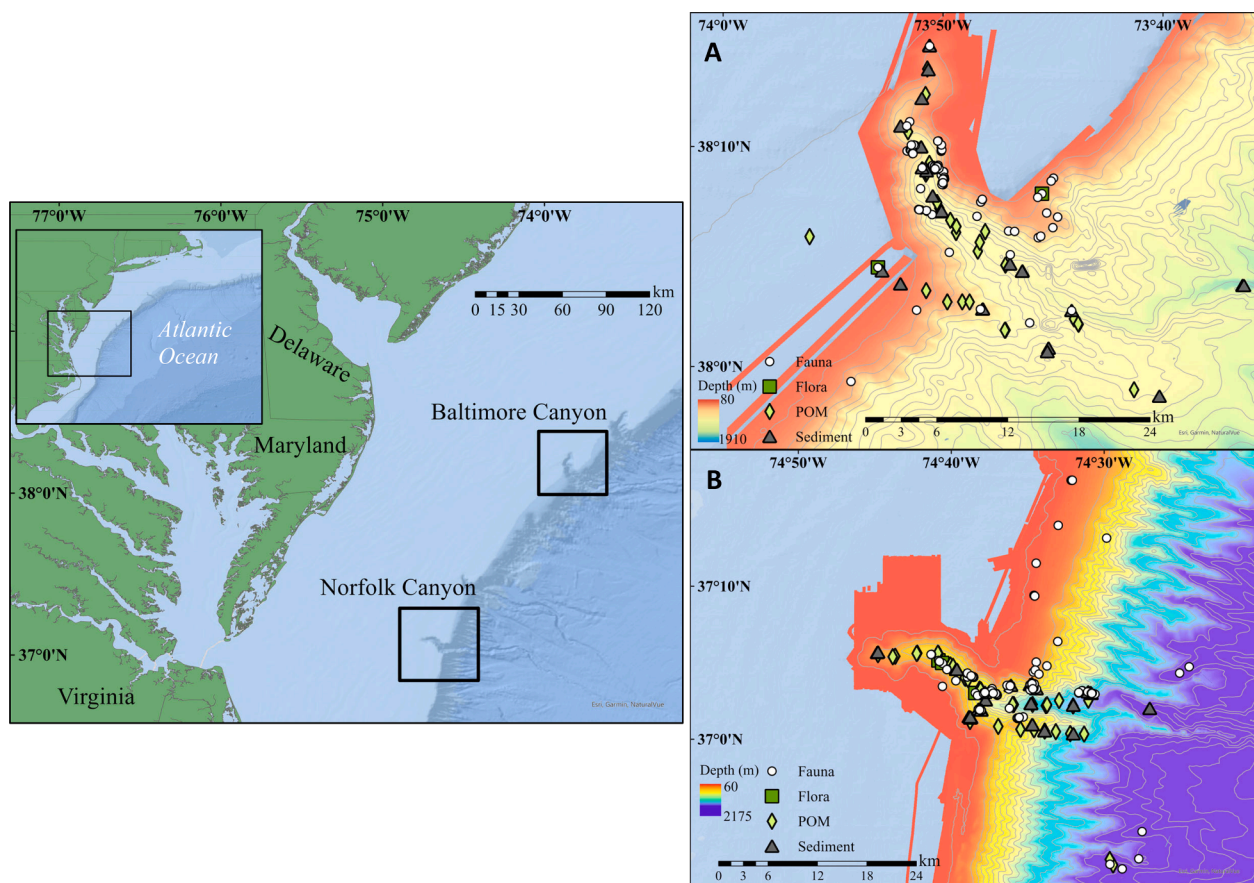 77°0'W
76°0'W
75°0'W
74°0'W
38°0'N
37°0'N
Atlantic
Ocean
km
0 15 30 60 90 120
Delaware
Maryland
Virginia
Baltimore Canyon
Norfolk Canyon
Esri, Garmin, NaturalVue
A
74°0'W
73°50'W
73°40'W
38°10'N
38°0'N
Depth (m)
80
1910
Fauna
Flora
POM
Sediment
km
0 3 6 12 18 24
Esri, Garmin, NaturalVue
B
74°50'W
74°40'W
74°30'W
37°10'N
37°0'N
Depth (m)
60
2175
Fauna
Flora
POM
Sediment
km
0 3 6 12 18 24